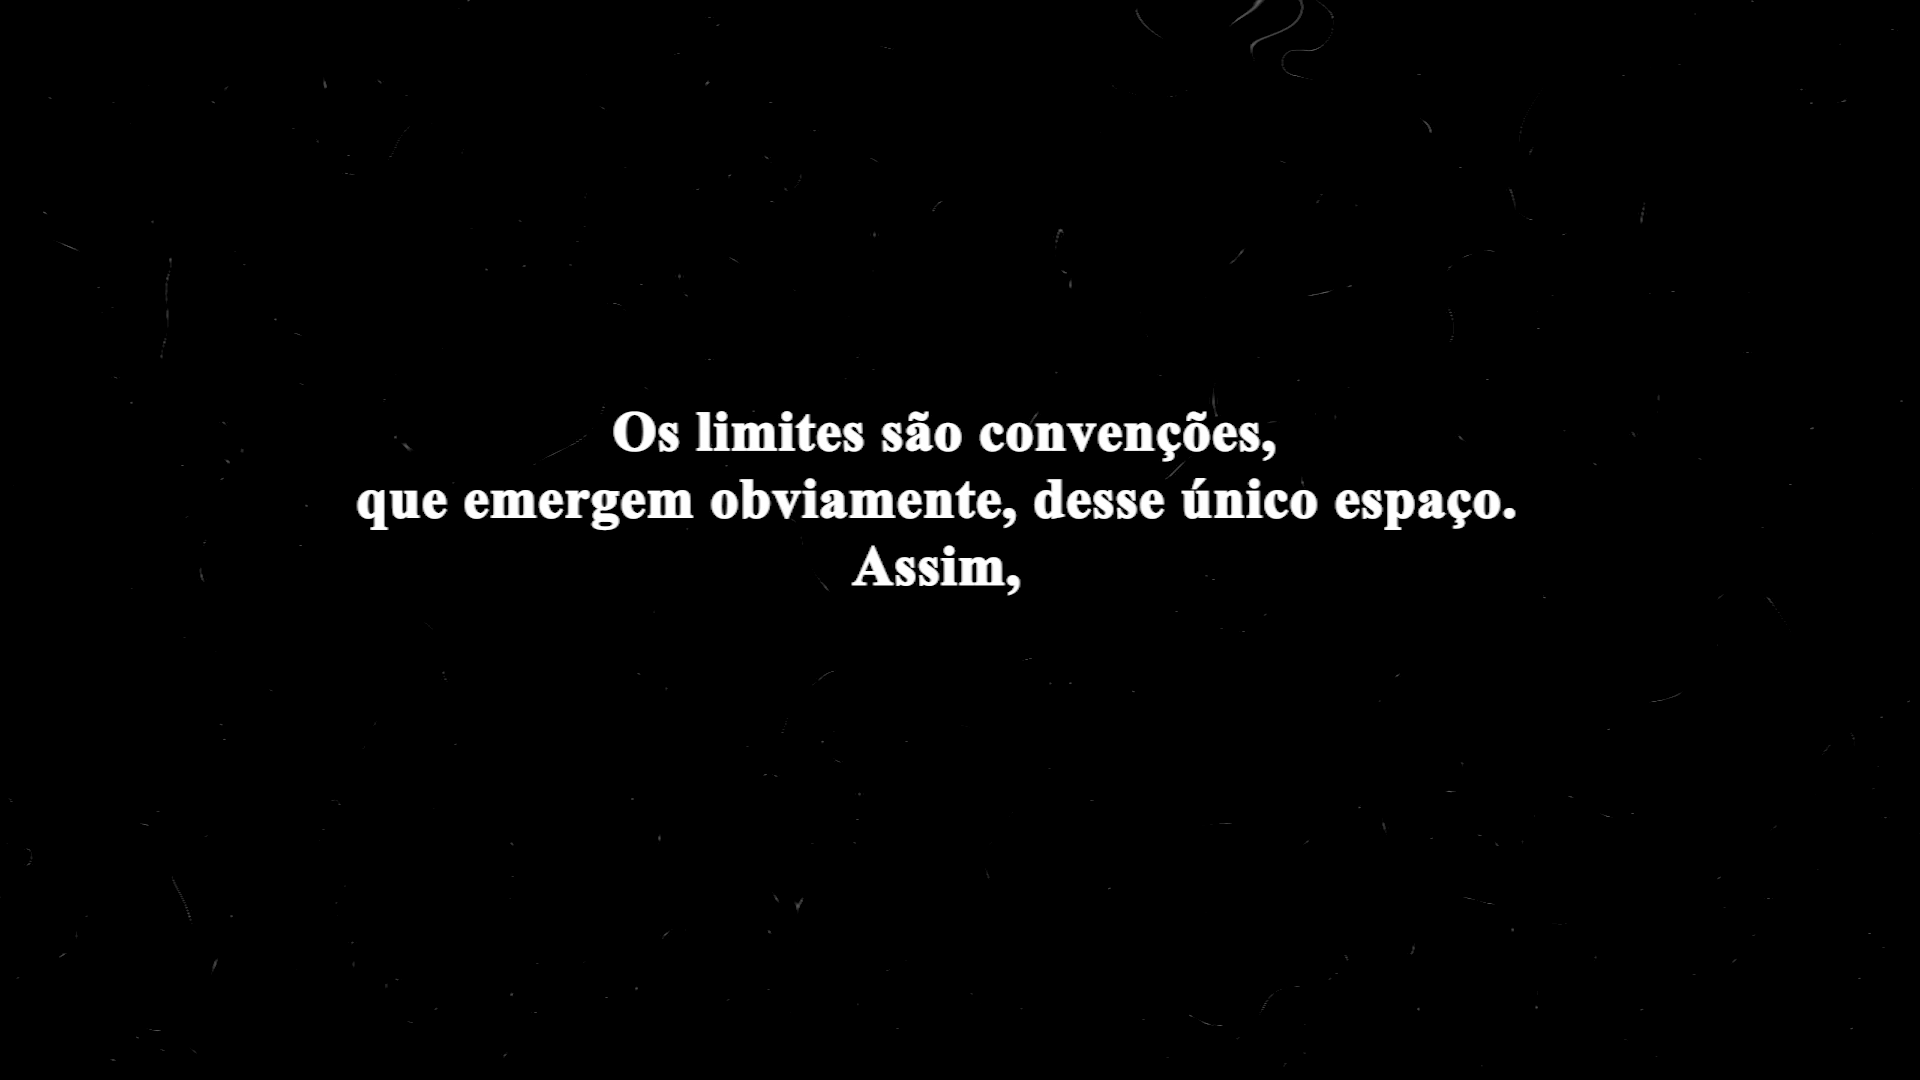 Os limites são convenções,
que emergem obviamente, desse único espaço.
Assim,